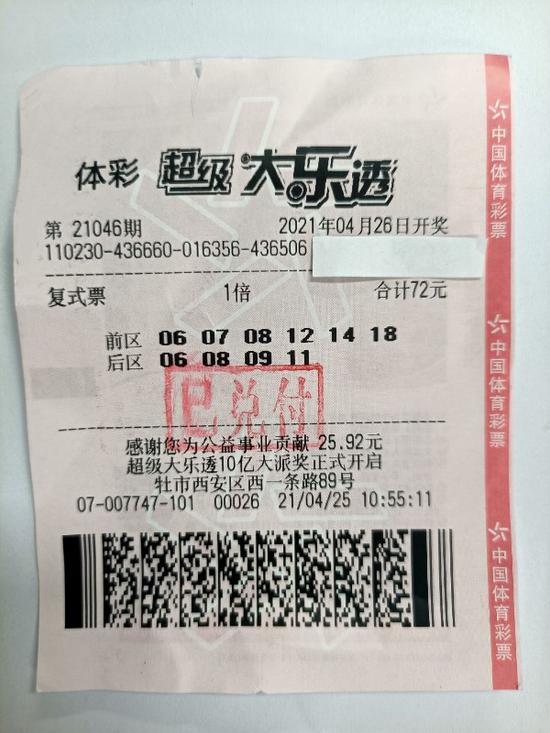 体彩 超级大乐透
第 21046期 2021年04月26日开奖
110230-436660-016356-436506
复式票 1倍 合计72元
前区 06 07 08 12 14 18
后区 06 08 09 11
已兑付
感谢您为公益事业贡献 25.92元
超级大乐透10亿大派奖正式开启
牡市西安区西一条路89号
07-007747-101 00026 21/04/25 10:55:11
中国体育彩票
中国体育彩票
中国体育彩票